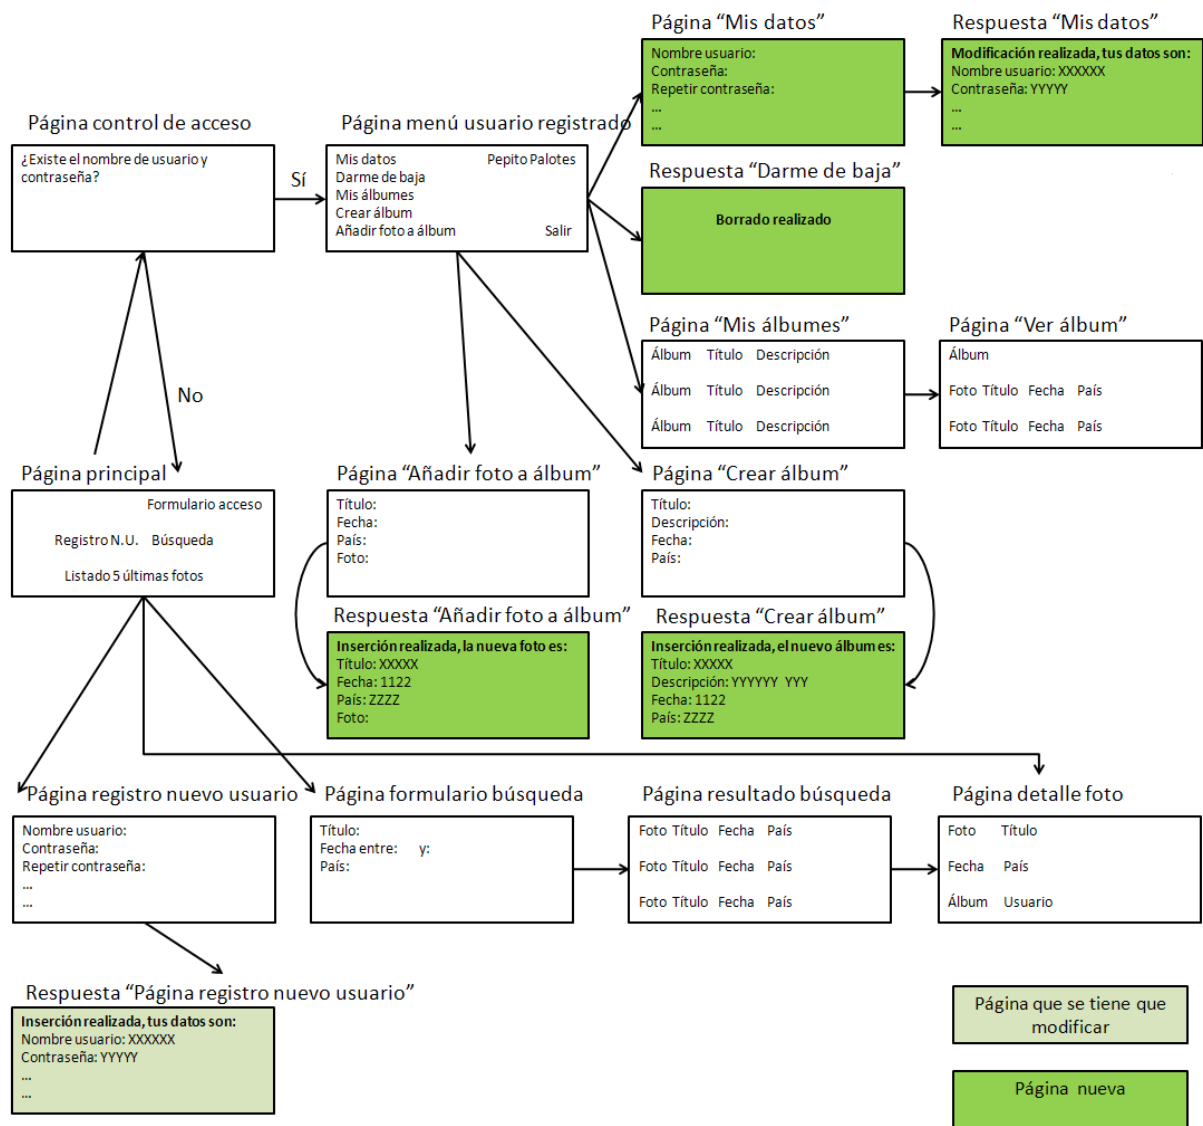 Página “Mis datos”
Nombre usuario:
Contraseña:
Repetir contraseña:
...
...
Respuesta “Mis datos”
Modificación realizada, tus datos son:
Nombre usuario: XXXXXX
Contraseña: YYYYY
...
...
Página control de acceso
¿Existe el nombre de usuario y
contraseña?
Sí
Página menú usuario registrado
Mis datos Pepito Palotes
Darme de baja
Mis álbumes
Crear álbum
Añadir foto a álbum Salir
Respuesta “Darme de baja”
Borrado realizado
Página “Mis álbumes”
Álbum Título Descripción
Álbum Título Descripción
Álbum Título Descripción
Página “Ver álbum”
Álbum
Foto Título Fecha País
Foto Título Fecha País
No
Página principal
Formulario acceso
Registro N.U. Búsqueda
Listado 5 últimas fotos
Página “Añadir foto a álbum”
Título:
Fecha:
País:
Foto:
Página “Crear álbum”
Título:
Descripción:
Fecha:
País:
Respuesta “Añadir foto a álbum”
Inserción realizada, la nueva foto es:
Título: XXXXX
Fecha: 1122
País: ZZZZ
Foto:
Respuesta “Crear álbum”
Inserción realizada, el nuevo álbum es:
Título: XXXXX
Descripción: YYYYYY YYY
Fecha: 1122
País: ZZZZ
Página registro nuevo usuario
Nombre usuario:
Contraseña:
Repetir contraseña:
...
...
Página formulario búsqueda
Título:
Fecha entre: y:
País:
Página resultado búsqueda
Foto Título Fecha País
Foto Título Fecha País
Foto Título Fecha País
Página detalle foto
Foto Título
Fecha País
Álbum Usuario
Respuesta “Página registro nuevo usuario”
Inserción realizada, tus datos son:
Nombre usuario: XXXXXX
Contraseña: YYYYY
...
...
Página que se tiene que
modificar
Página nueva